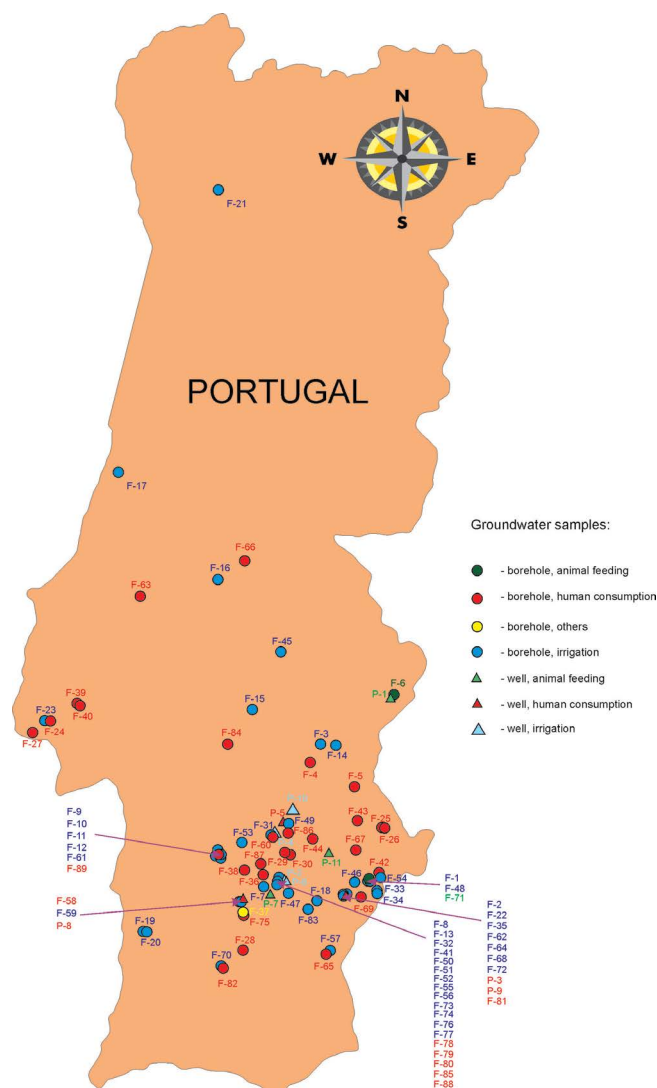 N
W
E
S
F-21
PORTUGAL
F-17
Groundwater samples:
- borehole, animal feeding
- borehole, human consumption
- borehole, others
- borehole, irrigation
- well, animal feeding
- well, human consumption
- well, irrigation
F-66
F-16
F-63
F-45
F-6
P-1
F-39
F-40
F-15
F-23
F-24
F-27
F-84
F-3
F-14
F-4
F-5
P-5
F-49
F-43
F-25
F-26
F-31
F-53
F-60
F-86
F-44
F-67
F-9
F-10
F-11
F-12
F-61
F-89
F-87
F-29
F-30
P-11
F-38
F-36
F-42
F-46
F-54
F-1
F-48
F-71
F-33
F-34
F-69
F-7
P-7
F-47
F-18
F-83
F-58
F-59
P-8
F-75
F-19
F-20
F-28
F-57
F-65
F-70
F-82
F-2
F-22
F-35
F-62
F-64
F-68
F-72
P-3
P-9
F-81
F-8
F-13
F-32
F-41
F-50
F-51
F-52
F-55
F-56
F-73
F-74
F-76
F-77
F-78
F-79
F-80
F-85
F-88